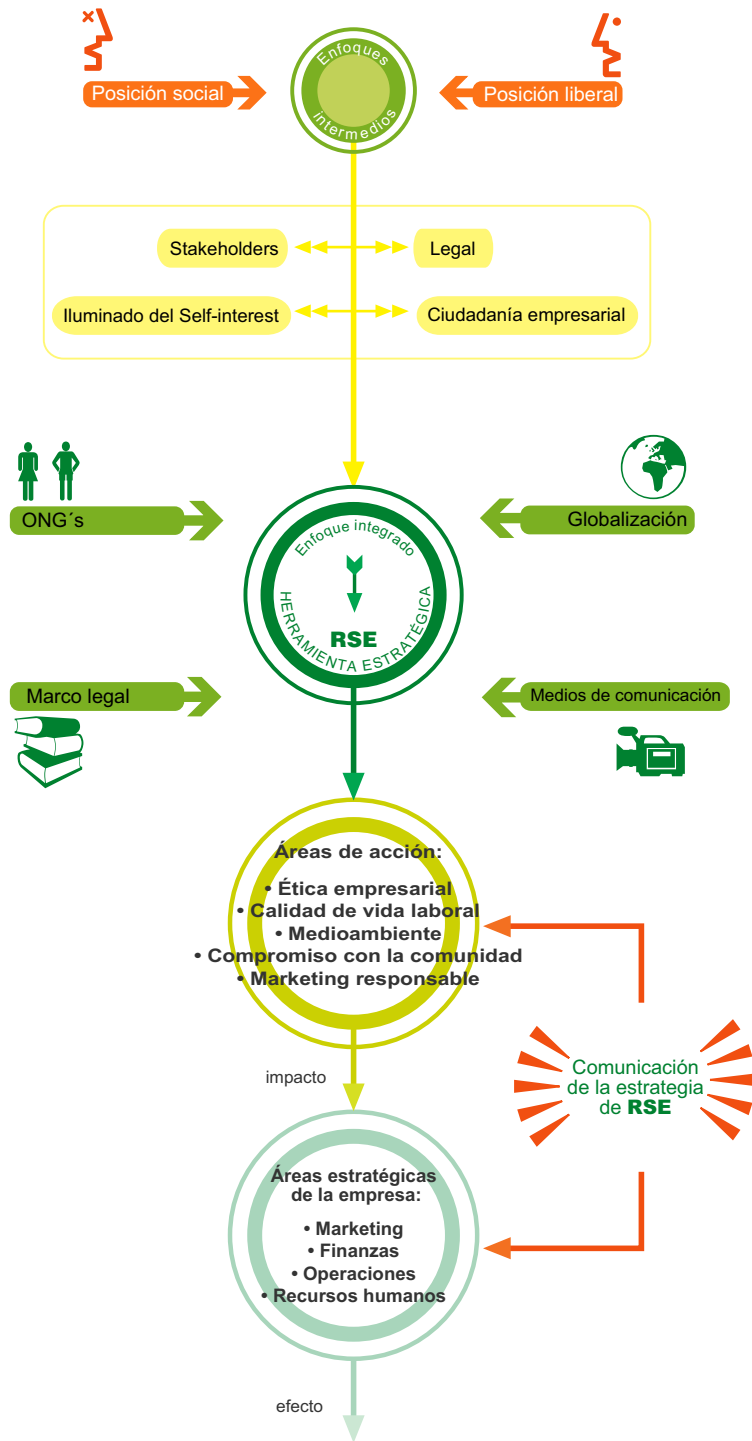 Posición social
Enfoques
intermedios
Posición liberal
Stakeholders
Legal
Iluminado del Self-interest
Ciudadanía empresarial
ONG´s
Globalización
Enfoque integrado
RSE
HERRAMIENTA ESTRATÉGICA
Marco legal
Medios de comunicación
Áreas de acción:
• Ética empresarial
• Calidad de vida laboral
• Medioambiente
• Compromiso con la comunidad
• Marketing responsable
Comunicación
de la estrategia
de RSE
impacto
Áreas estratégicas
de la empresa:
• Marketing
• Finanzas
• Operaciones
• Recursos humanos
efecto